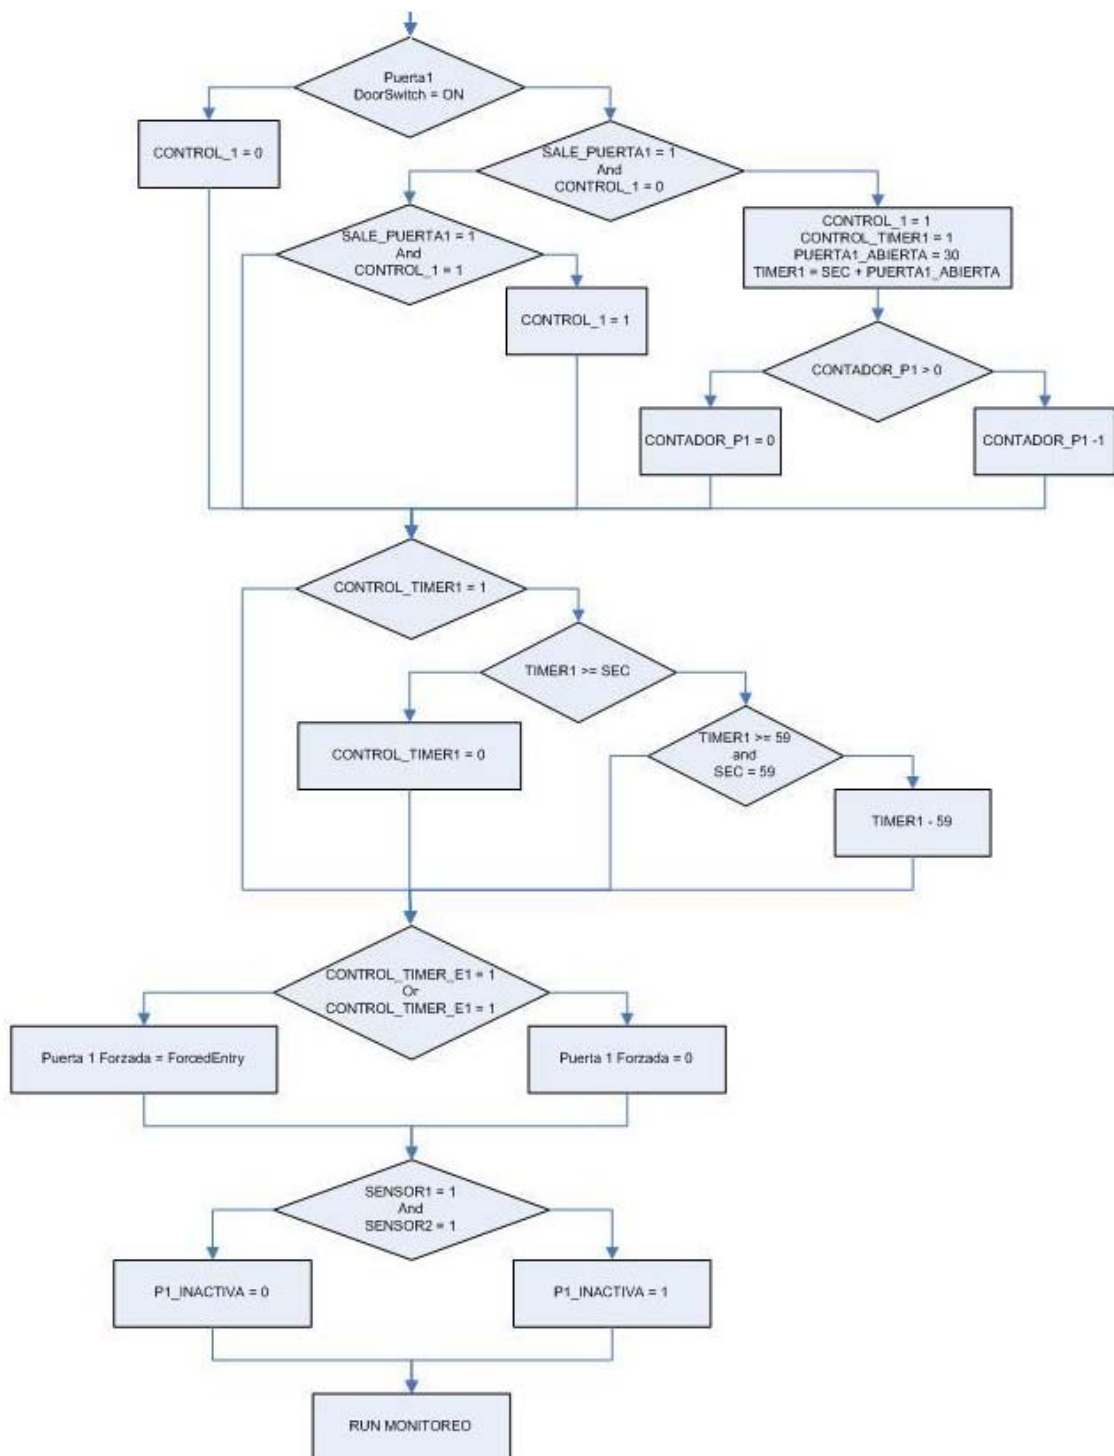 Puerta1
DoorSwitch = ON
CONTROL_1 = 0
SALE_PUERTA1 = 1
And
CONTROL_1 = 0
SALE_PUERTA1 = 1
And
CONTROL_1 = 1
CONTROL_1 = 1
CONTROL_TIMER1 = 1
PUERTA1_ABIERTA = 30
TIMER1 = SEC + PUERTA1_ABIERTA
CONTROL_1 = 1
CONTADOR_P1 > 0
CONTADOR_P1 = 0
CONTADOR_P1 -1
CONTROL_TIMER1 = 1
TIMER1 >= SEC
CONTROL_TIMER1 = 0
TIMER1 >= 59
and
SEC = 59
TIMER1 - 59
CONTROL_TIMER_E1 = 1
Or
CONTROL_TIMER_E1 = 1
Puerta 1 Forzada = ForcedEntry
Puerta 1 Forzada = 0
SENSOR1 = 1
And
SENSOR2 = 1
P1_INACTIVA = 0
P1_INACTIVA = 1
RUN MONITOREO